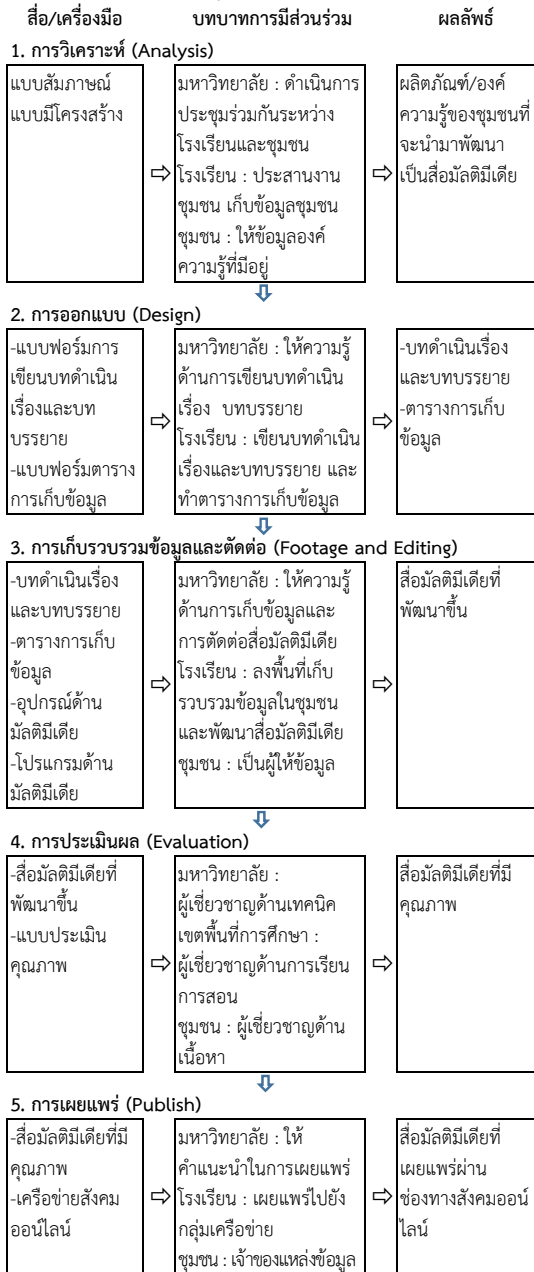 สื่อ/เครื่องมือ บทบาทการมีส่วนร่วม ผลลัพธ์
1. การวิเคราะห์ (Analysis)
แบบสัมภาษณ์
แบบมีโครงสร้าง
มหาวิทยาลัย : ดำเนินการ
ประชุมร่วมกันระหว่าง
โรงเรียนและชุมชน
โรงเรียน : ประสานงาน
ชุมชน เก็บข้อมูลชุมชน
ชุมชน : ให้ข้อมูลองค์
ความรู้ที่มีอยู่
ผลิตภัณฑ์/องค์
ความรู้ของชุมชนที่
จะนำมาพัฒนา
เป็นสื่อมัลติมีเดีย
2. การออกแบบ (Design)
-แบบฟอร์มการ
เขียนบทดำเนิน
เรื่องและบท
บรรยาย
-แบบฟอร์มตาราง
การเก็บข้อมูล
มหาวิทยาลัย : ให้ความรู้
ด้านการเขียนบทดำเนิน
เรื่อง บทบรรยาย
โรงเรียน : เขียนบทดำเนิน
เรื่องและบทบรรยาย และ
ทำตารางการเก็บข้อมูล
-บทดำเนินเรื่อง
และบทบรรยาย
-ตารางการเก็บ
ข้อมูล
3. การเก็บรวบรวมข้อมูลและตัดต่อ (Footage and Editing)
-บทดำเนินเรื่อง
และบทบรรยาย
-ตารางการเก็บ
ข้อมูล
-อุปกรณ์ด้าน
มัลติมีเดีย
-โปรแกรมด้าน
มัลติมีเดีย
มหาวิทยาลัย : ให้ความรู้
ด้านการเก็บข้อมูลและ
การตัดต่อสื่อมัลติมีเดีย
โรงเรียน : ลงพื้นที่เก็บ
รวบรวมข้อมูลในชุมชน
และพัฒนาสื่อมัลติมีเดีย
ชุมชน : เป็นผู้ให้ข้อมูล
สื่อมัลติมีเดียที่
พัฒนาขึ้น
4. การประเมินผล (Evaluation)
-สื่อมัลติมีเดียที่
พัฒนาขึ้น
-แบบประเมิน
คุณภาพ
มหาวิทยาลัย :
ผู้เชี่ยวชาญด้านเทคนิค
เขตพื้นที่การศึกษา :
ผู้เชี่ยวชาญด้านการเรียน
การสอน
ชุมชน : ผู้เชี่ยวชาญด้าน
เนื้อหา
สื่อมัลติมีเดียที่มี
คุณภาพ
5. การเผยแพร่ (Publish)
-สื่อมัลติมีเดียที่มี
คุณภาพ
-เครือข่ายสังคม
ออนไลน์
มหาวิทยาลัย : ให้
คำแนะนำในการเผยแพร่
โรงเรียน : เผยแพร่ไปยัง
กลุ่มเครือข่าย
ชุมชน : เจ้าของแหล่งข้อมูล
สื่อมัลติมีเดียที่
เผยแพร่ผ่าน
ช่องทางสังคมออน์
ไลน์